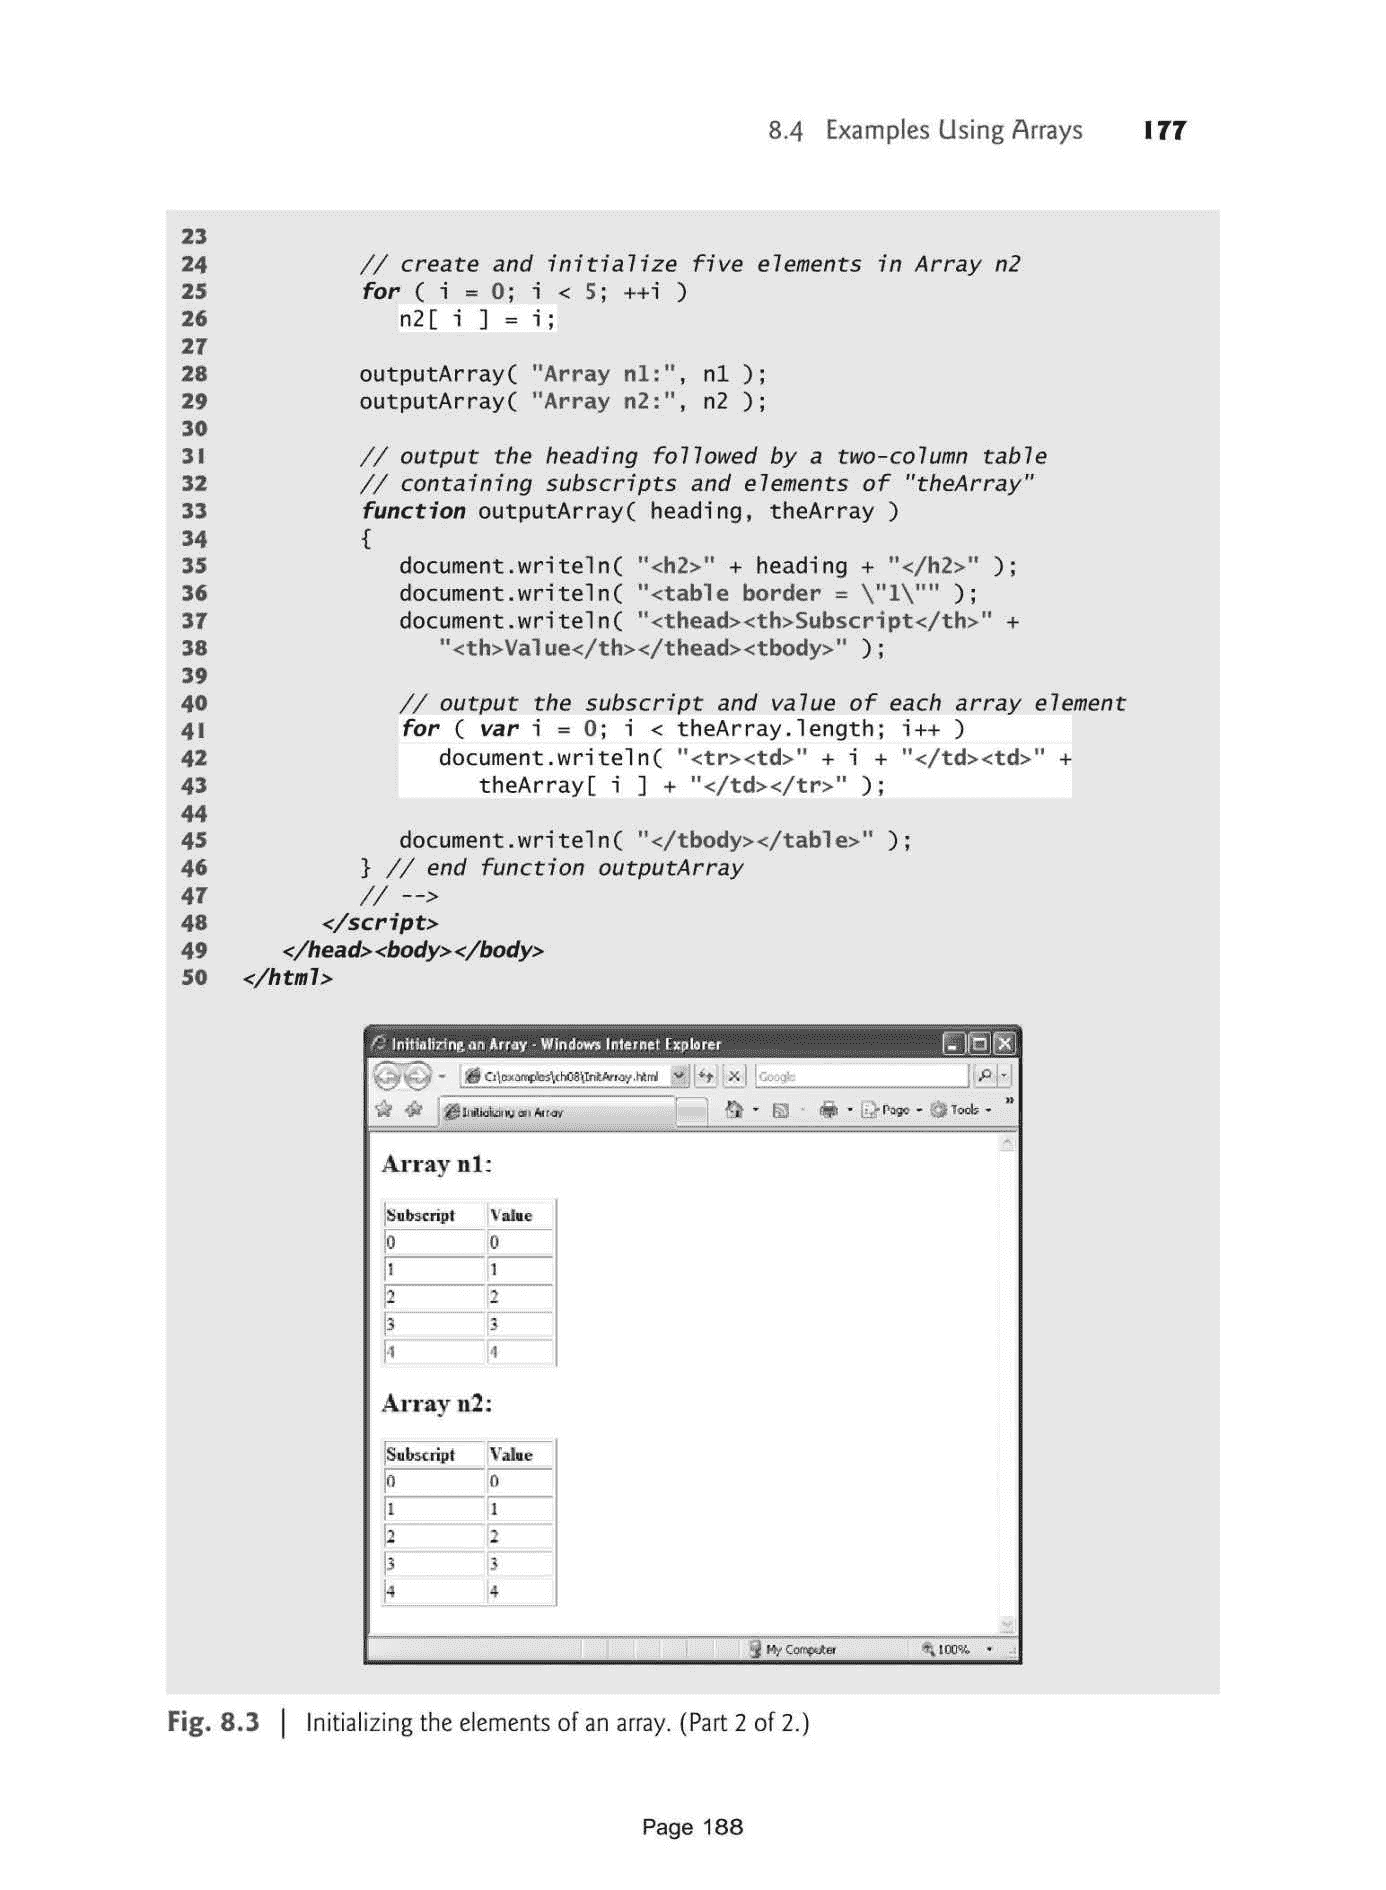 8.4 Examples Using Arrays 177
23
24 // create and initialize five elements in Array n2
25 for ( i = 0; i < 5; ++i )
26 n2[ i ] = i;
27
28 outputArray( "Array n1:", n1 );
29 outputArray( "Array n2:", n2 );
30
31 // output the heading followed by a two-column table
32 // containing subscripts and elements of "theArray"
33 function outputArray( heading, theArray )
34 {
35 document.writeln( "<h2>" + heading + "</h2>" );
36 document.writeln( "<table border = \"1\"" );
37 document.writeln( "<thead><th>Subscript</th>" +
38 "<th>Value</th></thead><tbody>" );
39
40 // output the subscript and value of each array element
41 for ( var i = 0; i < theArray.length; i++ )
42 document.writeln( "<tr><td>" + i + "</td><td>" +
43 theArray[ i ] + "</td></tr>" );
44
45 document.writeln( "</tbody></table>" );
46 } // end function outputArray
47 // -->
48 </script>
49 </head><body></body>
50 </html>
Initializing an Array - Windows Internet Explorer
C:\examples\ch08\InitArray.html Google
Initializing an Array Page Tools »
Array n1:
Subscript Value
0 0
1 1
2 2
3 3
4 4
Array n2:
Subscript Value
0 0
1 1
2 2
3 3
4 4
My Computer 100%
Fig. 8.3 | Initializing the elements of an array. (Part 2 of 2.)
Page 188